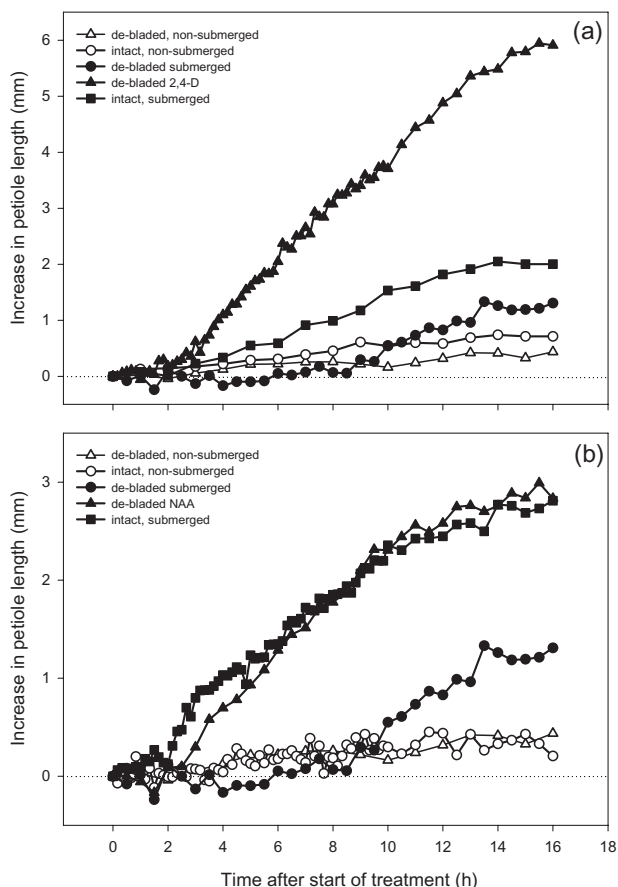 (a)
de-bladed, non-submerged
intact, non-submerged
de-bladed submerged
de-bladed 2,4-D
intact, submerged
Increase in petiole length (mm)
6
5
4
3
2
1
0
(b)
de-bladed, non-submerged
intact, non-submerged
de-bladed submerged
de-bladed NAA
intact, submerged
Increase in petiole length (mm)
3
2
1
0
0 2 4 6 8 10 12 14 16 18
Time after start of treatment (h)